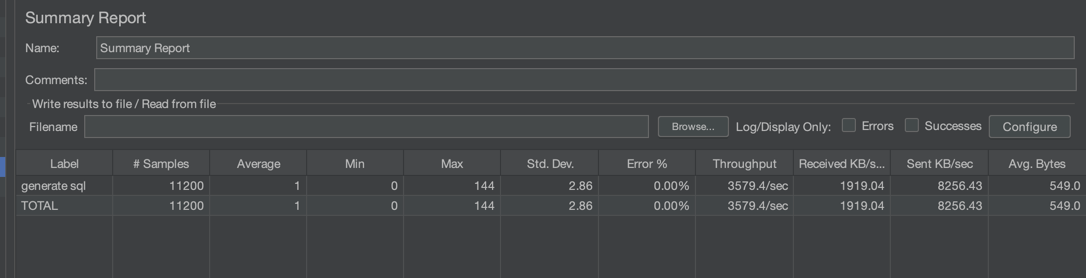 Summary Report
Name: Summary Report
Comments:
Write results to file / Read from file
Filename Browse... Log/Display Only: Errors Successes Configure
Label # Samples Average Min Max Std. Dev. Error % Throughput Received KB/s... Sent KB/sec Avg. Bytes
generate sql 11200 1 0 144 2.86 0.00% 3579.4/sec 1919.04 8256.43 549.0
TOTAL 11200 1 0 144 2.86 0.00% 3579.4/sec 1919.04 8256.43 549.0